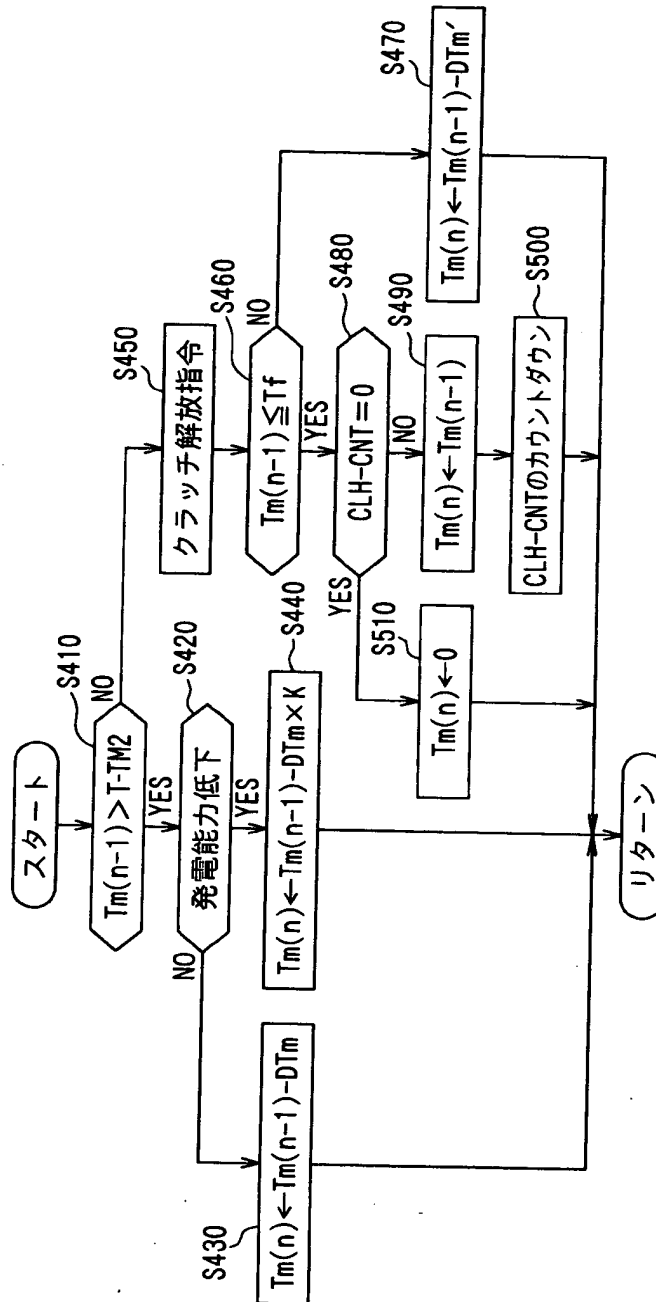 スタート
S410
Tm(n-1)>T-TM2
NO
YES
S420
発電能力低下
NO
YES
S430
Tm(n)←Tm(n-1)-DTm
S440
Tm(n)←Tm(n-1)-DTm×K
S450
クラッチ解放指令
S460
Tm(n-1)≦Tf
NO
YES
S470
Tm(n)←Tm(n-1)-DTm′
S480
CLH-CNT=0
YES
NO
S490
Tm(n)←Tm(n-1)
S500
CLH-CNTのカウントダウン
S510
Tm(n)←0
リターン